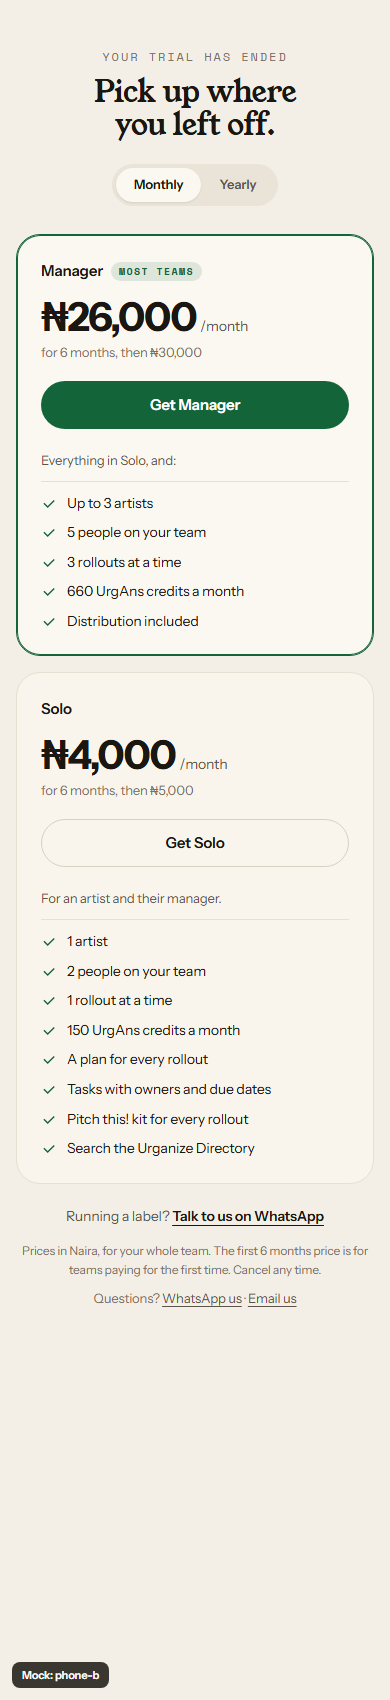 YOUR TRIAL HAS ENDED
Pick up where
you left off.
Monthly Yearly
Manager MOST TEAMS
₦26,000 /month
for 6 months, then ₦30,000
Get Manager
Everything in Solo, and:
Up to 3 artists
5 people on your team
3 rollouts at a time
660 UrgAns credits a month
Distribution included
Solo
₦4,000 /month
for 6 months, then ₦5,000
Get Solo
For an artist and their manager.
1 artist
2 people on your team
1 rollout at a time
150 UrgAns credits a month
A plan for every rollout
Tasks with owners and due dates
Pitch this! kit for every rollout
Search the Urganize Directory
Running a label? Talk to us on WhatsApp
Prices in Naira, for your whole team. The first 6 months price is for
teams paying for the first time. Cancel any time.
Questions? WhatsApp us · Email us
Mock: phone-b